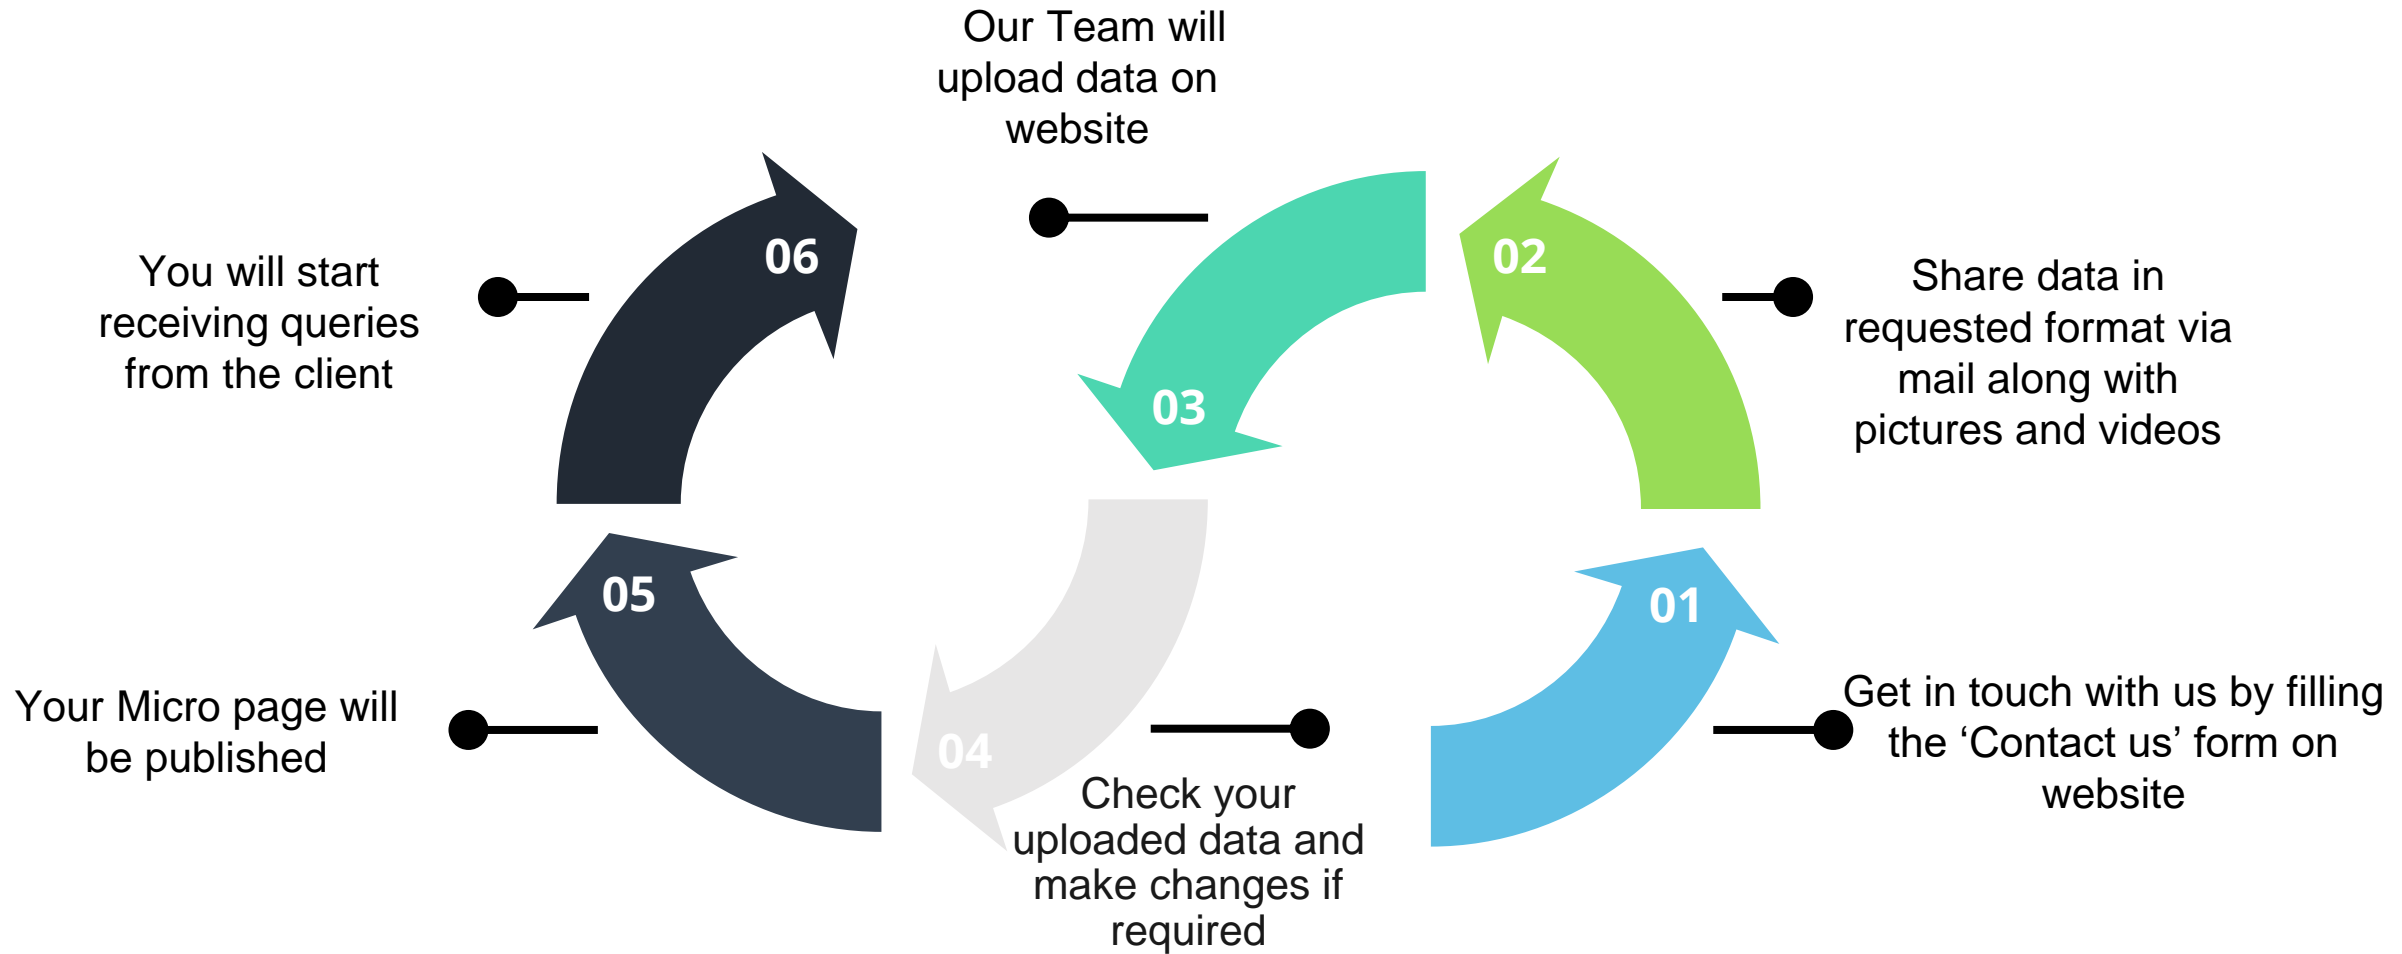 Our Team will
upload data on
website
06
02
You will start
receiving queries
from the client
Share data in
requested format via
mail along with
pictures and videos
03
05
01
Your Micro page will
be published
04
Get in touch with us by filling
the ‘Contact us’ form on
website
Check your
uploaded data and
make changes if
required